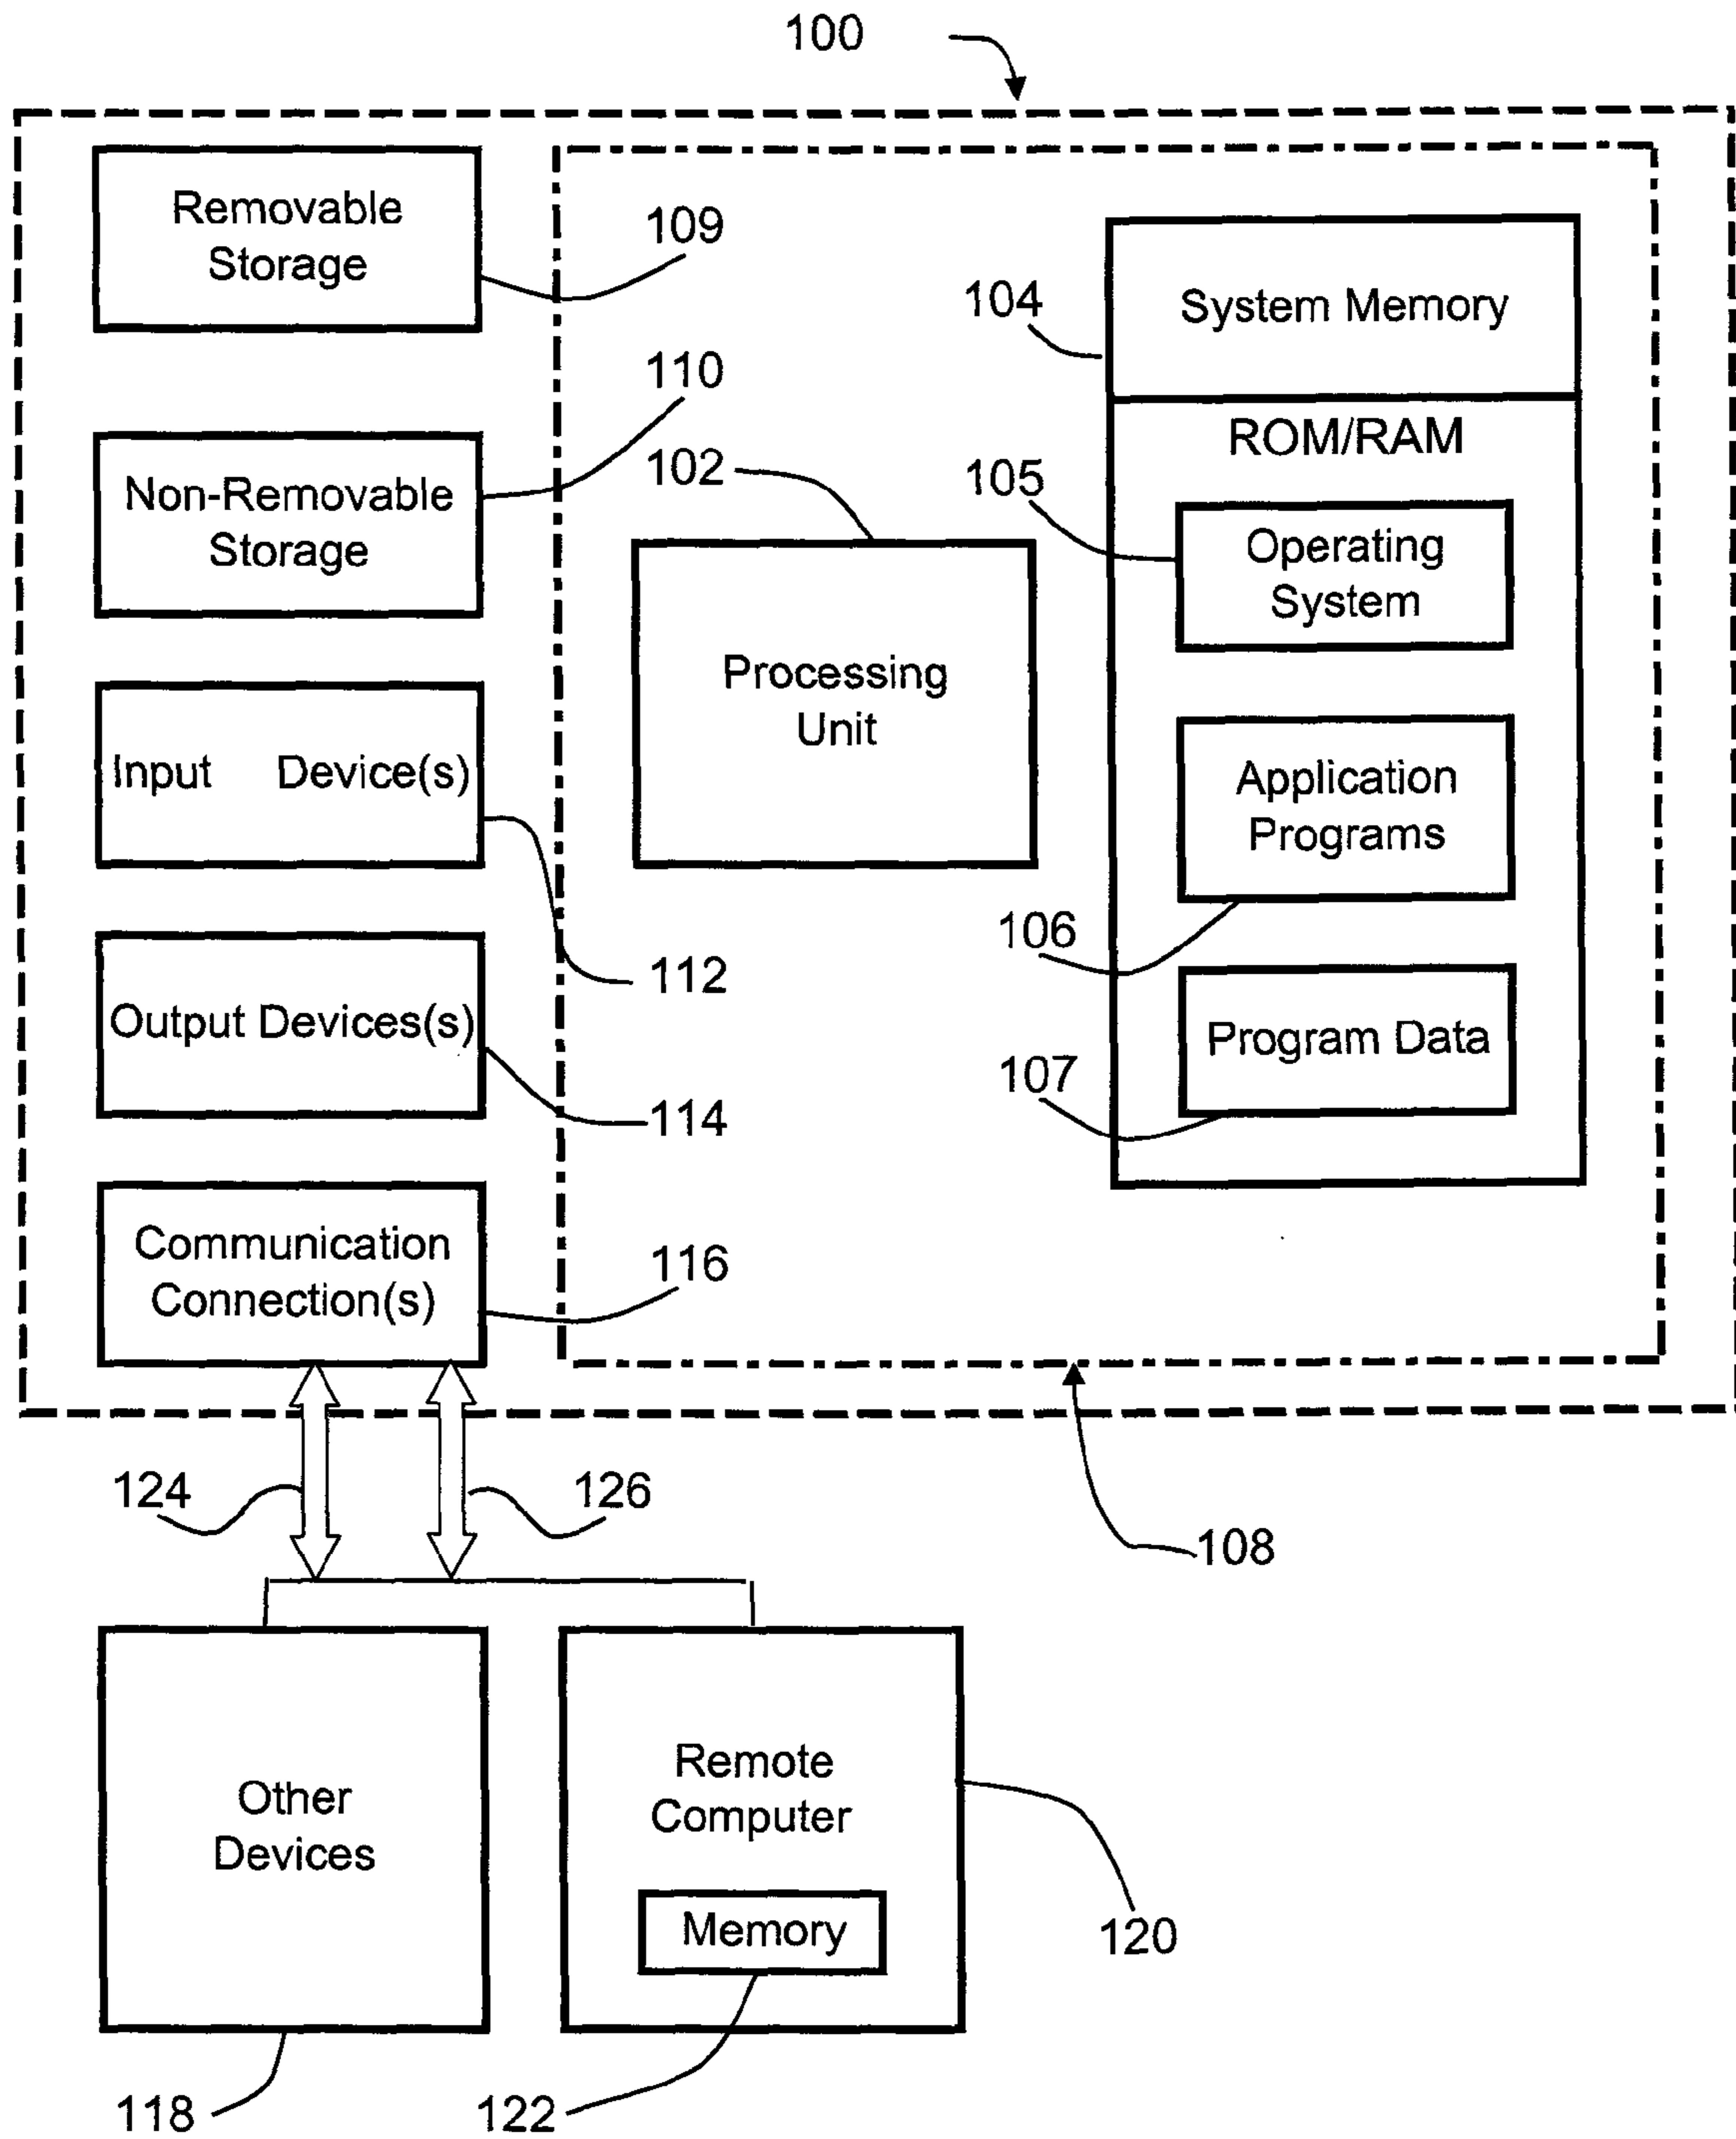 100
Removable
Storage
109
Non-Removable
Storage
110
Input Device(s)
112
Output Devices(s)
114
Communication
Connection(s)
116
102
Processing
Unit
104
System Memory
ROM/RAM
105
Operating
System
Application
Programs
106
Program Data
107
108
124
126
Other
Devices
118
Remote
Computer
Memory
120
122